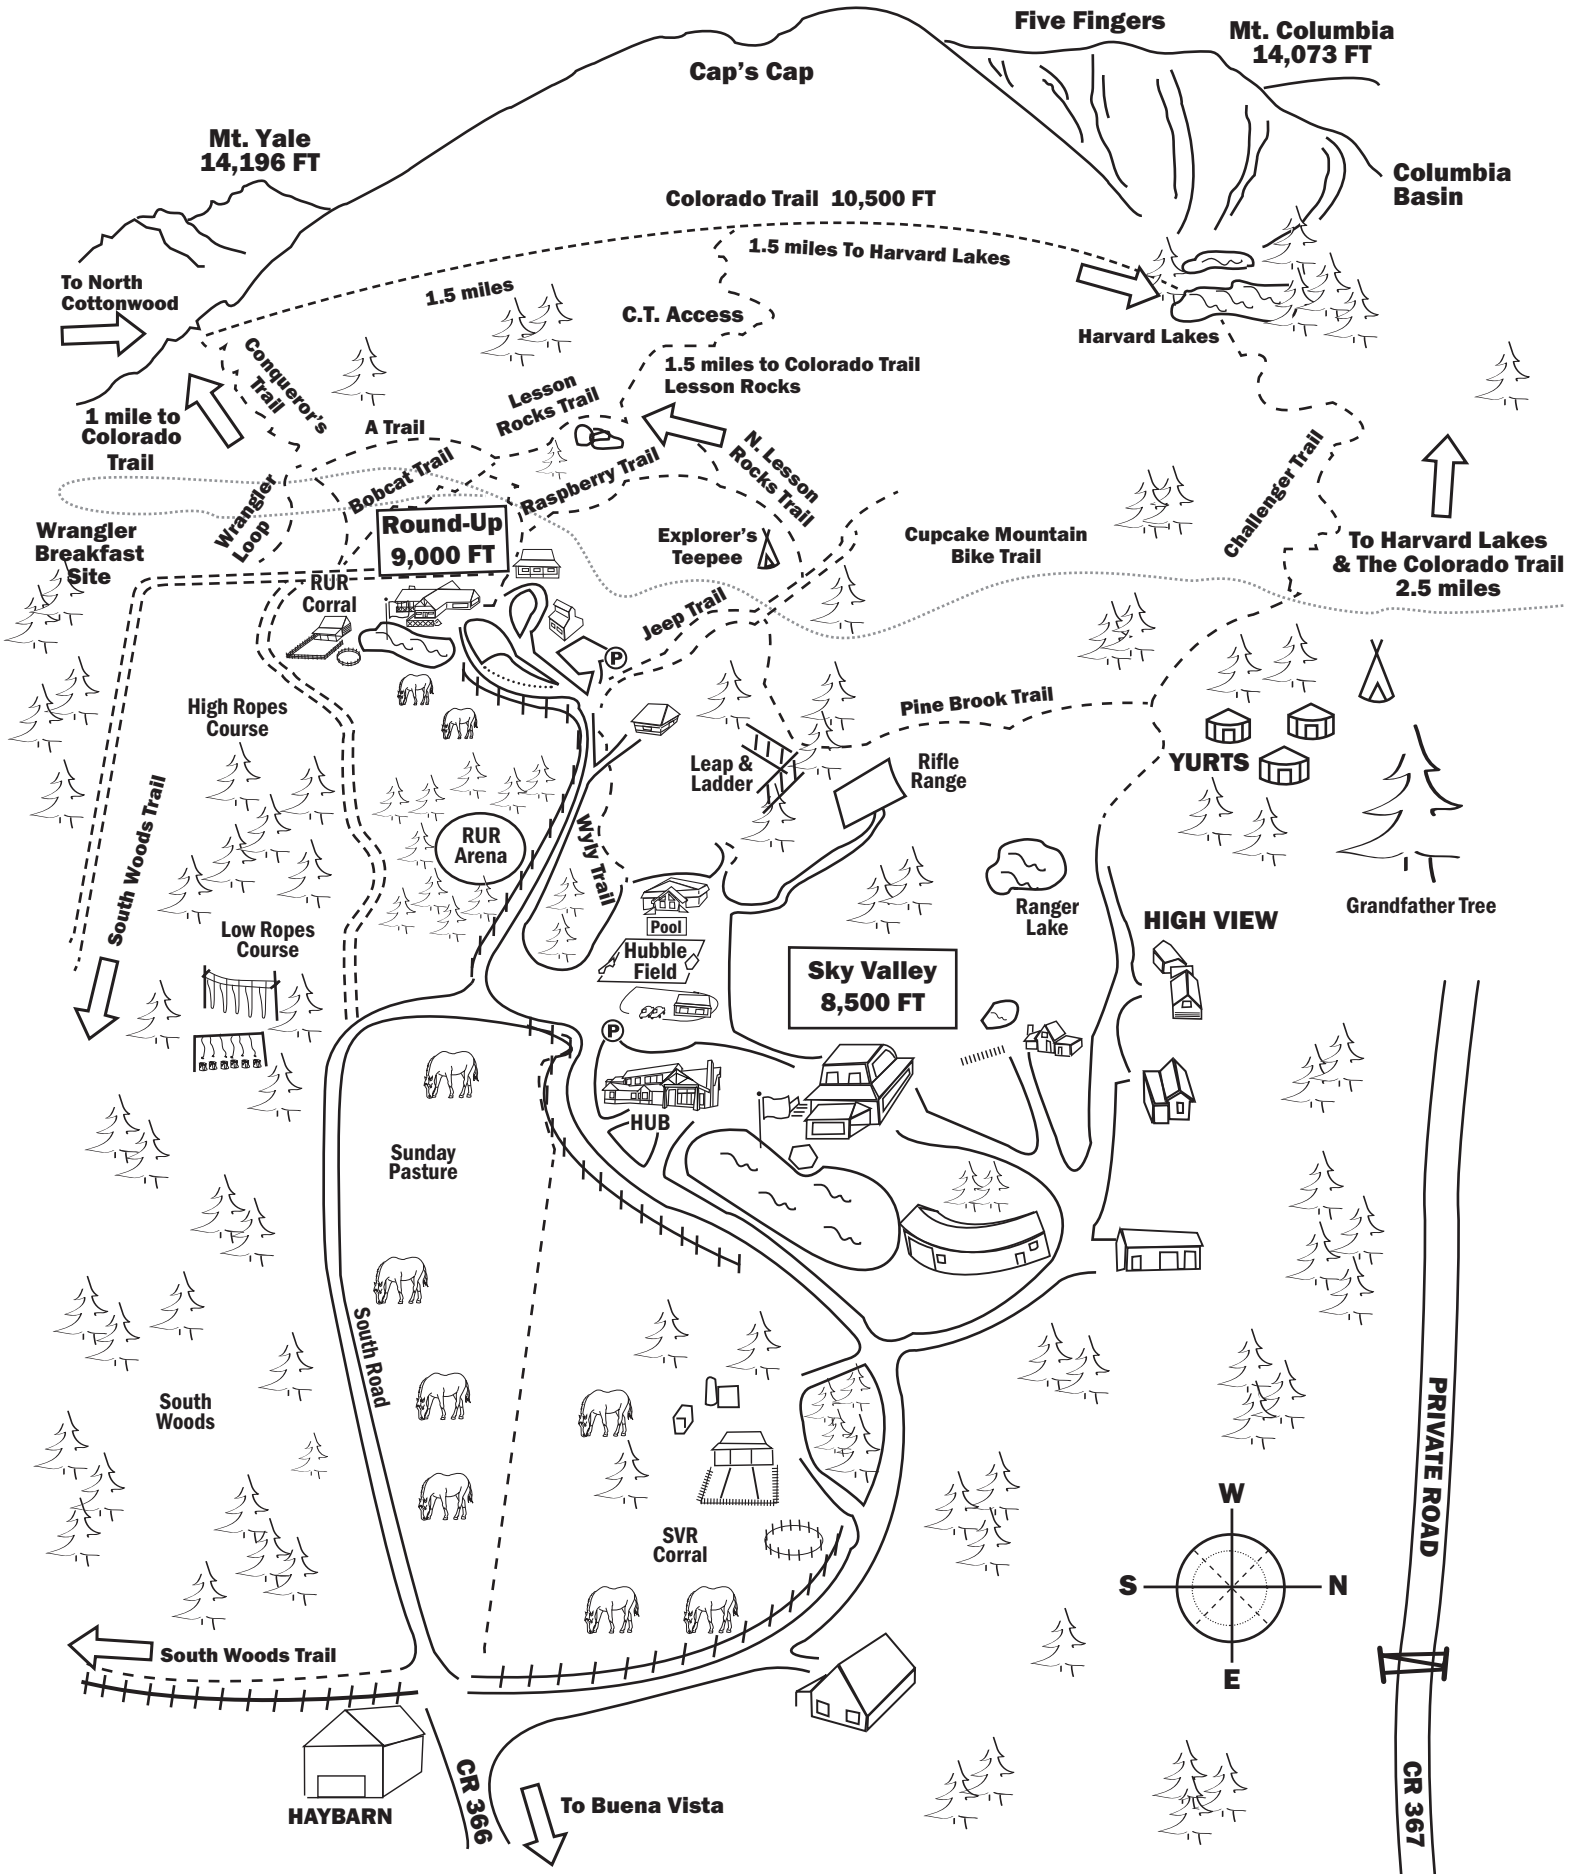 Five Fingers
Mt. Columbia
14,073 FT
Cap's Cap
Mt. Yale
14,196 FT
Columbia
Basin
Colorado Trail 10,500 FT
1.5 miles To Harvard Lakes
To North
Cottonwood
1.5 miles
C.T. Access
Harvard Lakes
Conqueror's
Trail
1.5 miles to Colorado Trail
Lesson Rocks
Lesson
Rocks Trail
1 mile to
Colorado
Trail
A Trail
Bobcat Trail
Raspberry Trail
N. Lesson
Rocks Trail
Challenger Trail
Wrangler
Loop
Wrangler
Breakfast
Site
Round-Up
9,000 FT
Explorer's
Teepee
Cupcake Mountain
Bike Trail
To Harvard Lakes
& The Colorado Trail
2.5 miles
RUR
Corral
Jeep Trail
P
High Ropes
Course
Pine Brook Trail
Leap &
Ladder
Rifle
Range
YURTS
South Woods Trail
RUR
Arena
Wyly Trail
Ranger
Lake
Grandfather Tree
HIGH VIEW
Low Ropes
Course
Pool
Hubble
Field
Sky Valley
8,500 FT
P
HUB
Sunday
Pasture
South Road
South
Woods
PRIVATE ROAD
SVR
Corral
W
S
N
E
South Woods Trail
HAYBARN
CR 366
To Buena Vista
CR 367